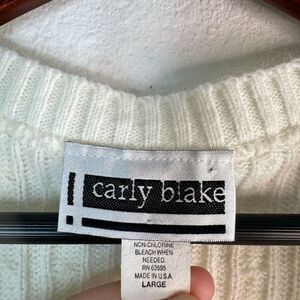 carly blake
NON-CHLORINE
BLEACH WHEN
NEEDED.
RN 63595
MADE IN U.S.A.
LARGE